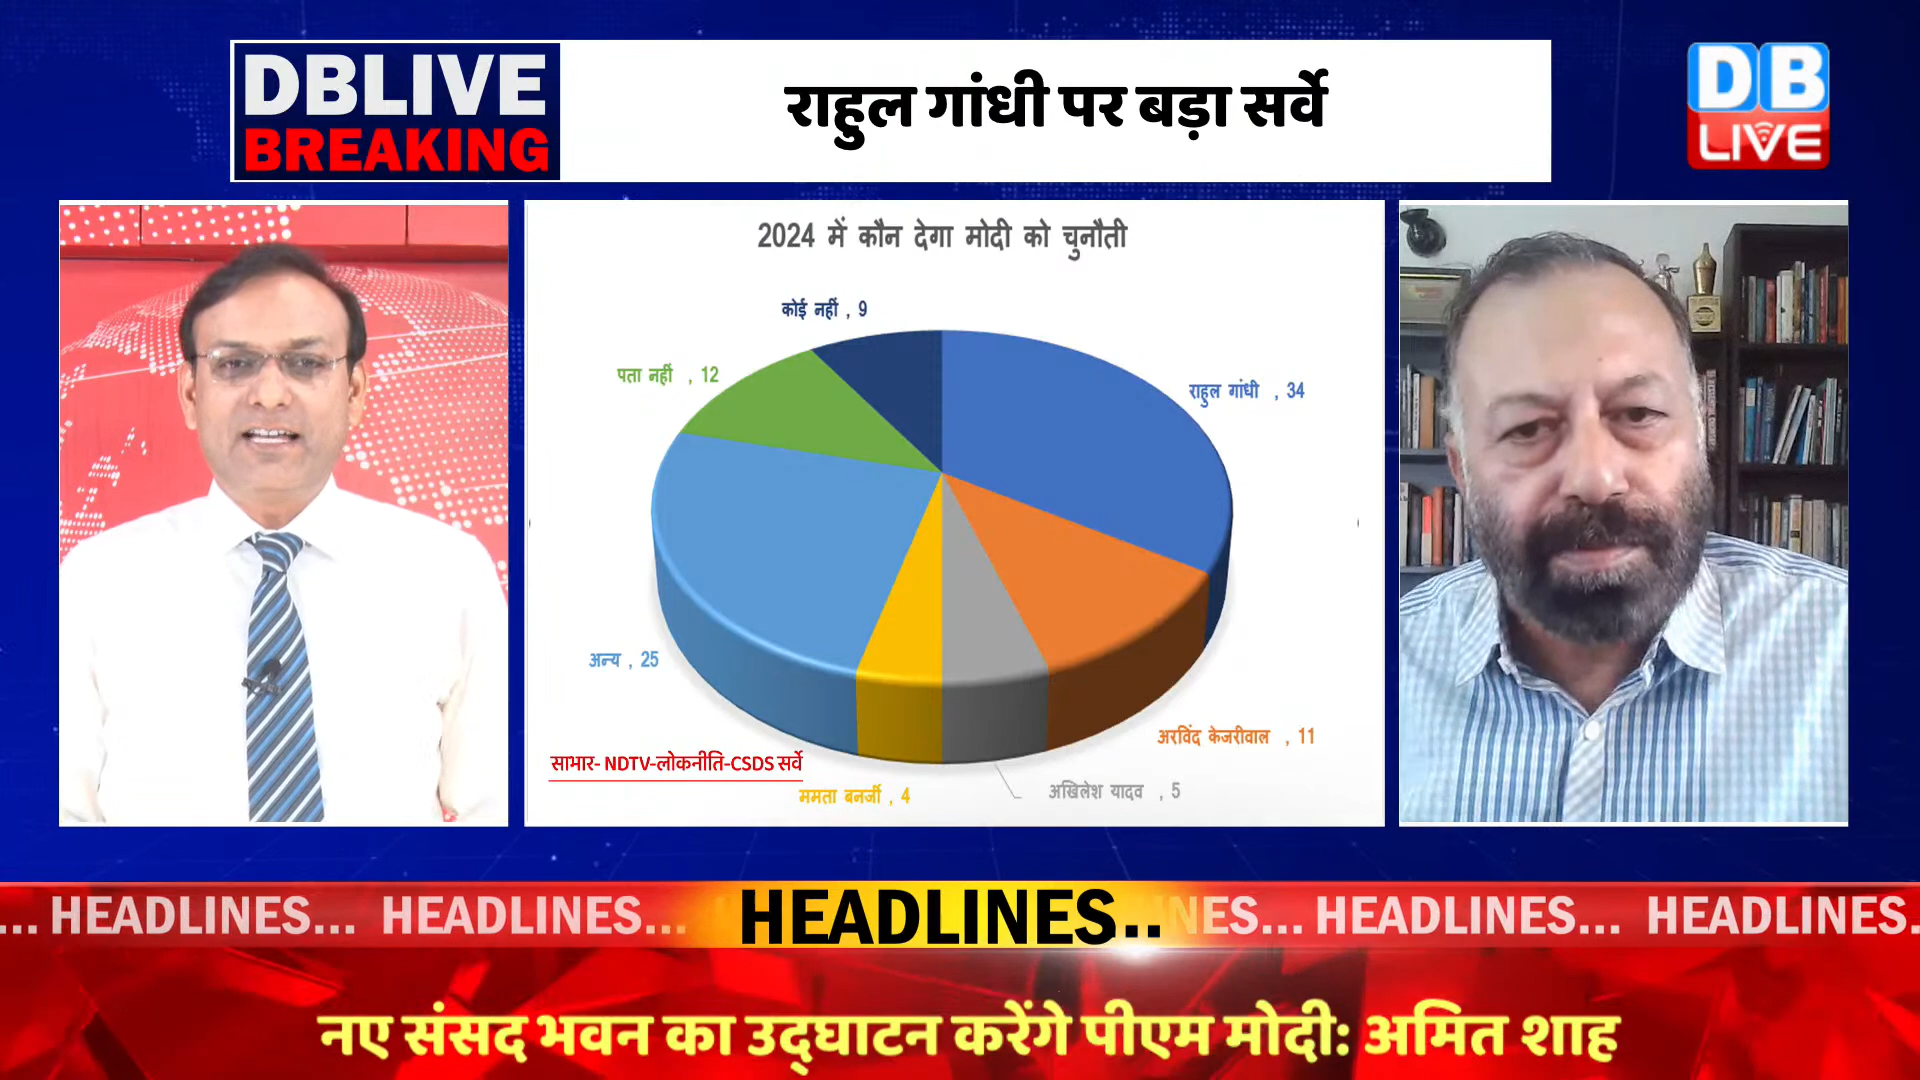 DBLIVE
BREAKING
राहुल गांधी पर बड़ा सर्वे
DB
LIVE
2024 में कौन देगा मोदी को चुनौती
कोई नहीं , 9
पता नहीं , 12
राहुल गांधी , 34
अन्य , 25
अरविंद केजरीवाल , 11
साभार- NDTV-लोकनीति-CSDS सर्वे
ममता बनर्जी , 4
अखिलेश यादव , 5
... HEADLINES... HEADLINES... HEADLINES.. NES... HEADLINES... HEADLINES.
नए संसद भवन का उद्घाटन करेंगे पीएम मोदी: अमित शाह